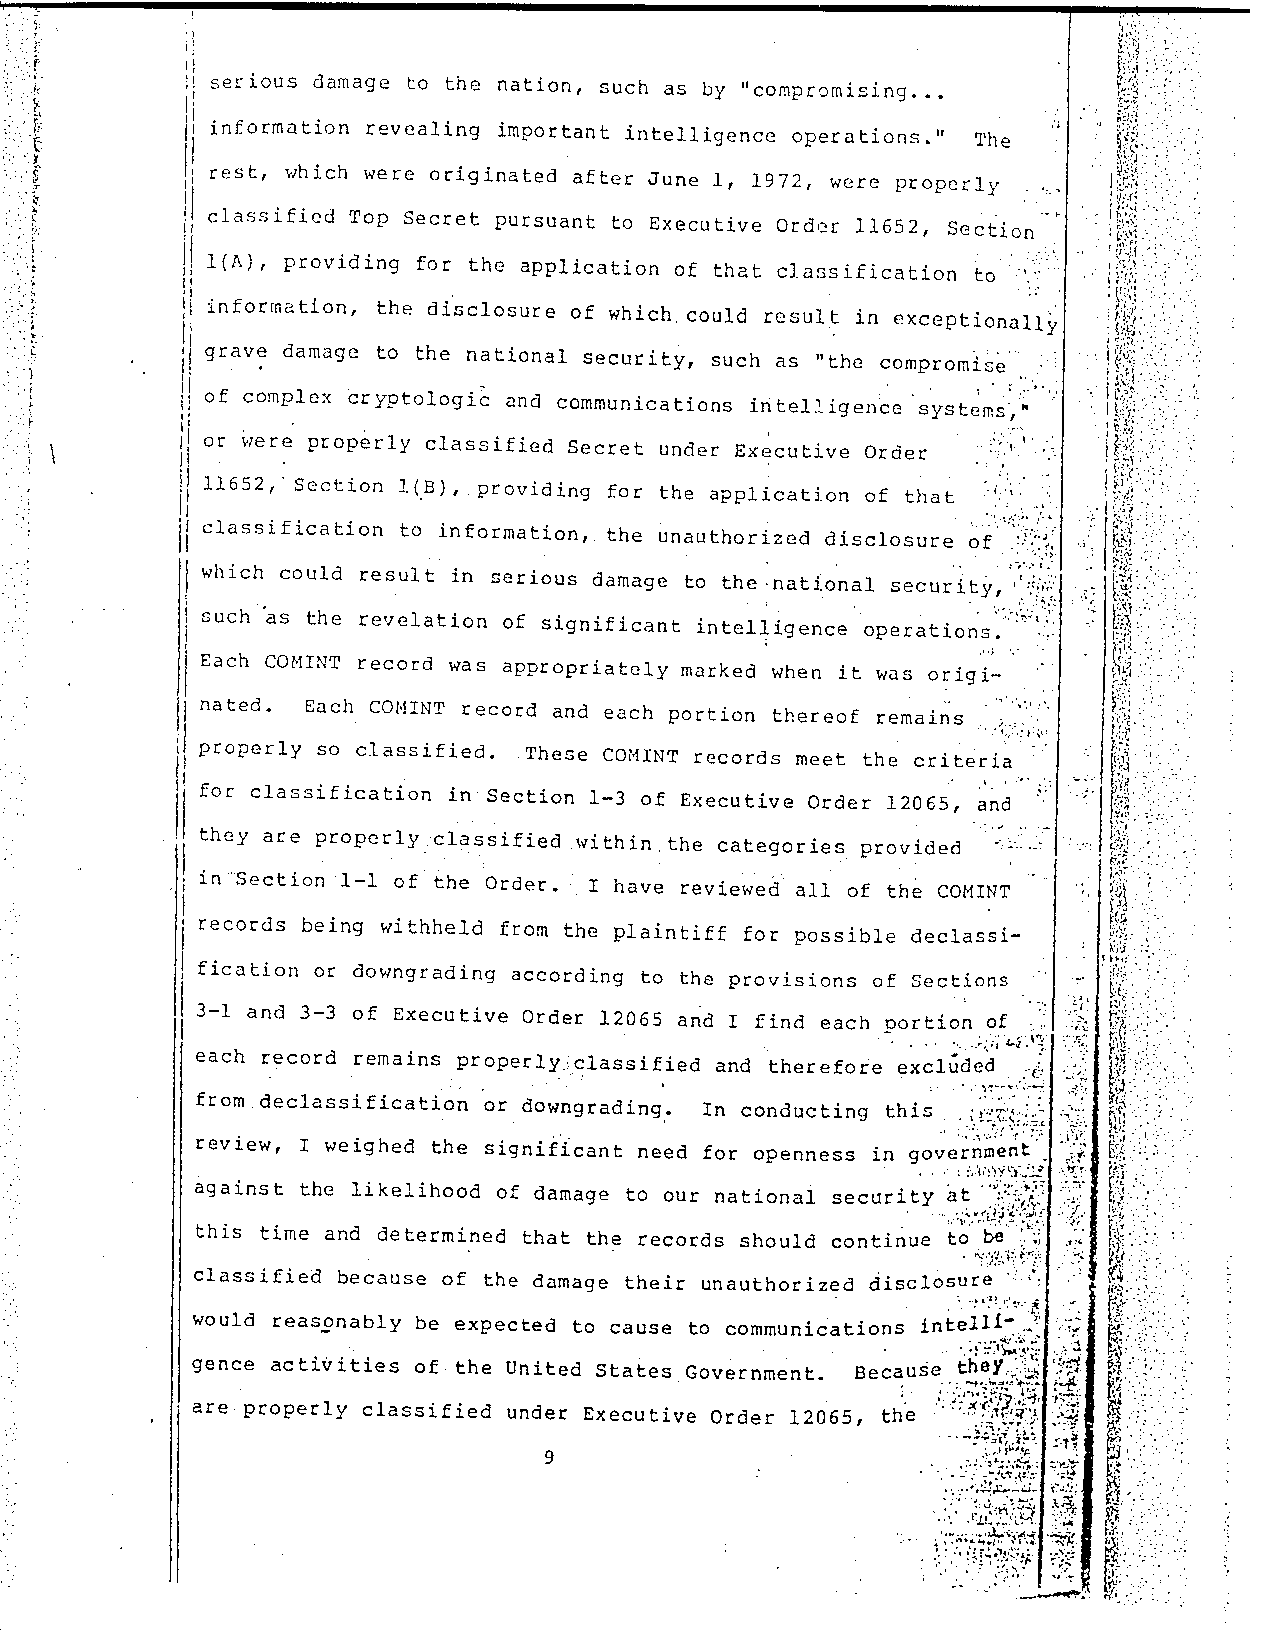 serious damage to the nation, such as by "compromising...
information revealing important intelligence operations." The
rest, which were originated after June 1, 1972, were properly
classified Top Secret pursuant to Executive Order 11652, Section
1(A), providing for the application of that classification to
information, the disclosure of which could result in exceptionally
grave damage to the national security, such as "the compromise
of complex cryptologic and communications intelligence systems,"
or were properly classified Secret under Executive Order
11652, Section 1(B), providing for the application of that
classification to information, the unauthorized disclosure of
which could result in serious damage to the national security,
such as the revelation of significant intelligence operations.
Each COMINT record was appropriately marked when it was origi-
nated. Each COMINT record and each portion thereof remains
properly so classified. These COMINT records meet the criteria
for classification in Section 1-3 of Executive Order 12065, and
they are properly classified within the categories provided
in Section 1-1 of the Order. I have reviewed all of the COMINT
records being withheld from the plaintiff for possible declassi-
fication or downgrading according to the provisions of Sections
3-1 and 3-3 of Executive Order 12065 and I find each portion of
each record remains properly classified and therefore excluded
from declassification or downgrading. In conducting this
review, I weighed the significant need for openness in government
against the likelihood of damage to our national security at
this time and determined that the records should continue to be
classified because of the damage their unauthorized disclosure
would reasonably be expected to cause to communications intelli-
gence activities of the United States Government. Because they
are properly classified under Executive Order 12065, the
9